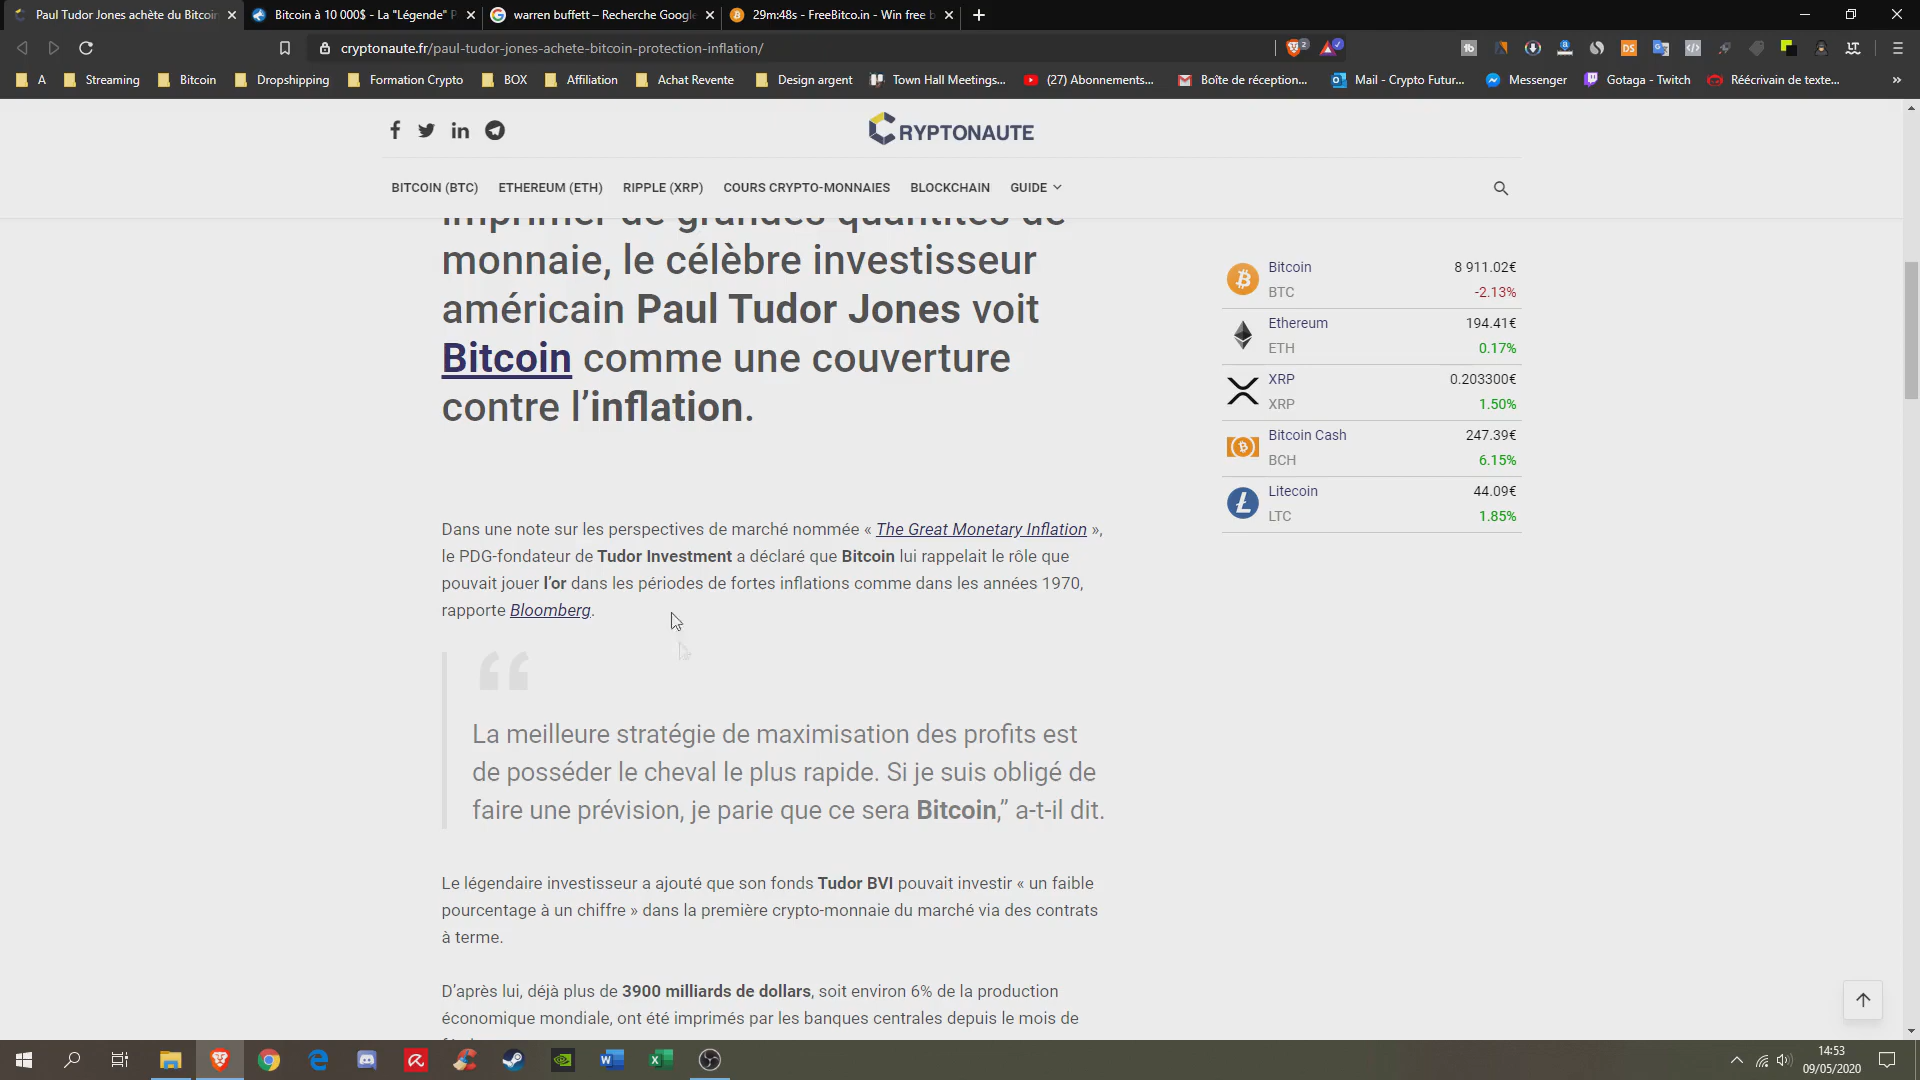 Paul Tudor Jones achète du Bitcoin
Bitcoin à 10 000$ - La "Légende" P
warren buffett – Recherche Google
29m:48s - FreeBitco.in - Win free b
cryptonaute.fr/paul-tudor-jones-achete-bitcoin-protection-inflation/
A
Streaming
Bitcoin
Dropshipping
Formation Crypto
BOX
Affiliation
Achat Revente
Design argent
Town Hall Meetings...
(27) Abonnements...
Boîte de réception...
Mail - Crypto Futur...
Messenger
Gotaga - Twitch
Réécrivain de texte...
CRYPTONAUTE
BITCOIN (BTC)
ETHEREUM (ETH)
RIPPLE (XRP)
COURS CRYPTO-MONNAIES
BLOCKCHAIN
GUIDE
imprimer de grandes quantités de
monnaie, le célèbre investisseur
américain Paul Tudor Jones voit
Bitcoin comme une couverture
contre l’inflation.
Dans une note sur les perspectives de marché nommée « The Great Monetary Inflation »,
le PDG-fondateur de Tudor Investment a déclaré que Bitcoin lui rappelait le rôle que
pouvait jouer l’or dans les périodes de fortes inflations comme dans les années 1970,
rapporte Bloomberg.
La meilleure stratégie de maximisation des profits est
de posséder le cheval le plus rapide. Si je suis obligé de
faire une prévision, je parie que ce sera Bitcoin,” a-t-il dit.
Le légendaire investisseur a ajouté que son fonds Tudor BVI pouvait investir « un faible
pourcentage à un chiffre » dans la première crypto-monnaie du marché via des contrats
à terme.
D’après lui, déjà plus de 3900 milliards de dollars, soit environ 6% de la production
économique mondiale, ont été imprimés par les banques centrales depuis le mois de
Bitcoin 8 911.02€
BTC -2.13%
Ethereum 194.41€
ETH 0.17%
XRP 0.203300€
XRP 1.50%
Bitcoin Cash 247.39€
BCH 6.15%
Litecoin 44.09€
LTC 1.85%
14:53
09/05/2020